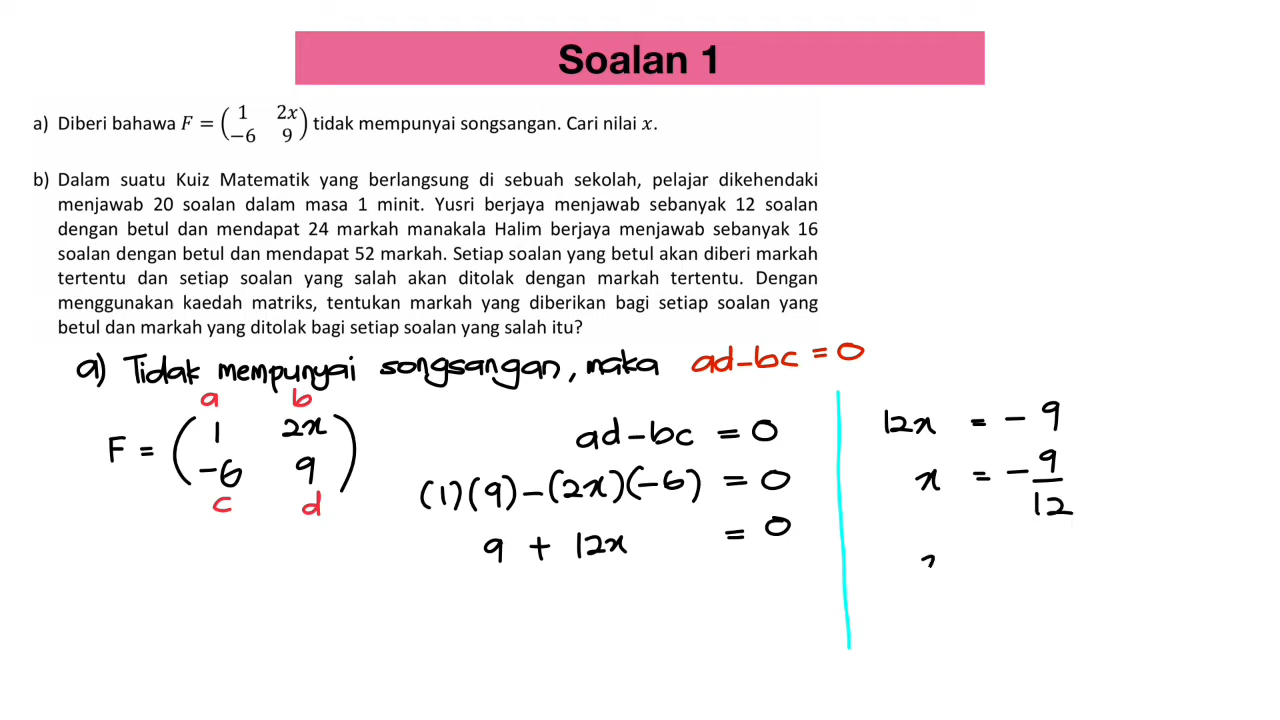 Soalan 1
a) Diberi bahawa F = (1 2x
−6 9) tidak mempunyai songsangan. Cari nilai x.
b) Dalam suatu Kuiz Matematik yang berlangsung di sebuah sekolah, pelajar dikehendaki
menjawab 20 soalan dalam masa 1 minit. Yusri berjaya menjawab sebanyak 12 soalan
dengan betul dan mendapat 24 markah manakala Halim berjaya menjawab sebanyak 16
soalan dengan betul dan mendapat 52 markah. Setiap soalan yang betul akan diberi markah
tertentu dan setiap soalan yang salah akan ditolak dengan markah tertentu. Dengan
menggunakan kaedah matriks, tentukan markah yang diberikan bagi setiap soalan yang
betul dan markah yang ditolak bagi setiap soalan yang salah itu?
a) Tidak mempunyai songsangan, maka ad-bc = 0
a b
F = (1 2x
-6 9)
c d
ad-bc = 0
(1)(9)-(2x)(-6) = 0
9 + 12x = 0
12x = -9
x = -9/12